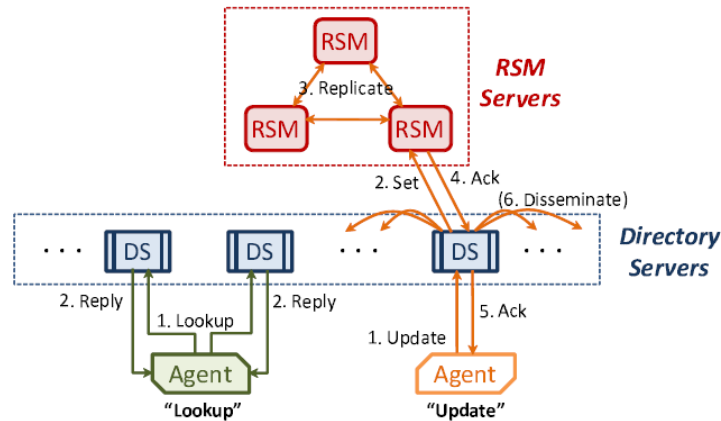 RSM
RSM
Servers
3. Replicate
RSM
RSM
2. Set
4. Ack
(6. Disseminate)
. . .
DS
DS
. . .
DS
. . .
Directory
Servers
2. Reply
1. Lookup
2. Reply
1. Update
5. Ack
Agent
Agent
“Lookup”
“Update”